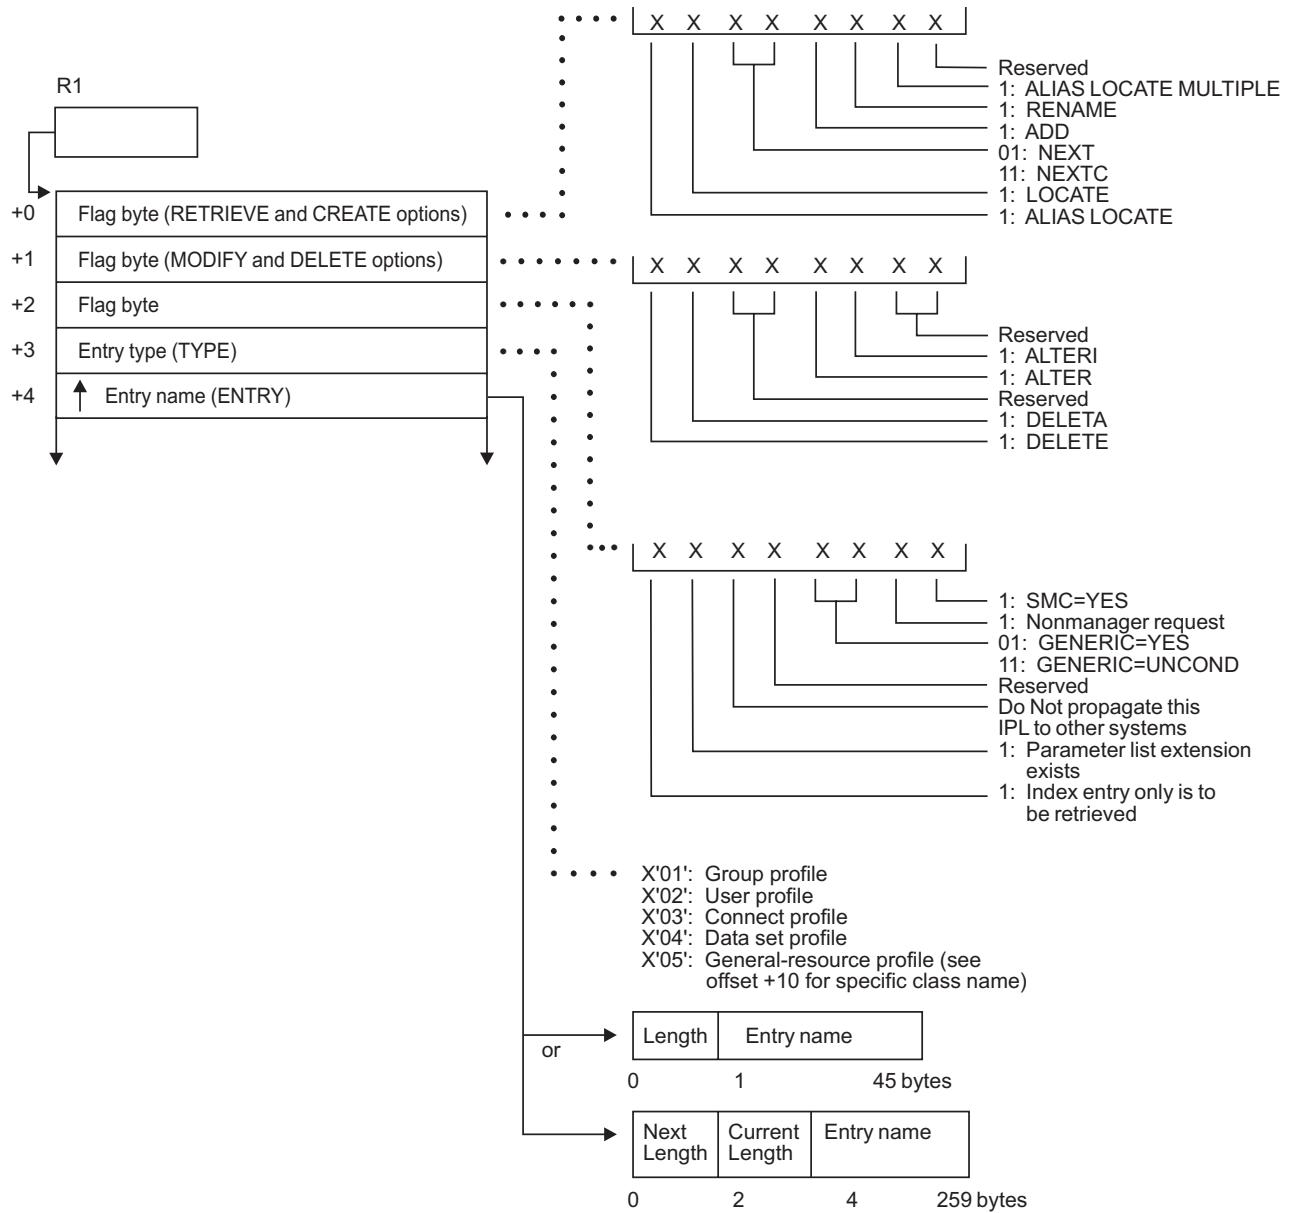 X X X X X X X X
Reserved
1: ALIAS LOCATE MULTIPLE
1: RENAME
1: ADD
01: NEXT
11: NEXTC
1: LOCATE
1: ALIAS LOCATE
R1
+0 Flag byte (RETRIEVE and CREATE options)
+1 Flag byte (MODIFY and DELETE options)
+2 Flag byte
+3 Entry type (TYPE)
+4 Entry name (ENTRY)
X X X X X X X X
Reserved
1: ALTERI
1: ALTER
Reserved
1: DELETA
1: DELETE
X X X X X X X X
1: SMC=YES
1: Nonmanager request
01: GENERIC=YES
11: GENERIC=UNCOND
Reserved
Do Not propagate this
IPL to other systems
1: Parameter list extension
exists
1: Index entry only is to
be retrieved
X'01': Group profile
X'02': User profile
X'03': Connect profile
X'04': Data set profile
X'05': General-resource profile (see
offset +10 for specific class name)
Length Entry name
or
0 1 45 bytes
Next Current Entry name
Length Length
0 2 4 259 bytes